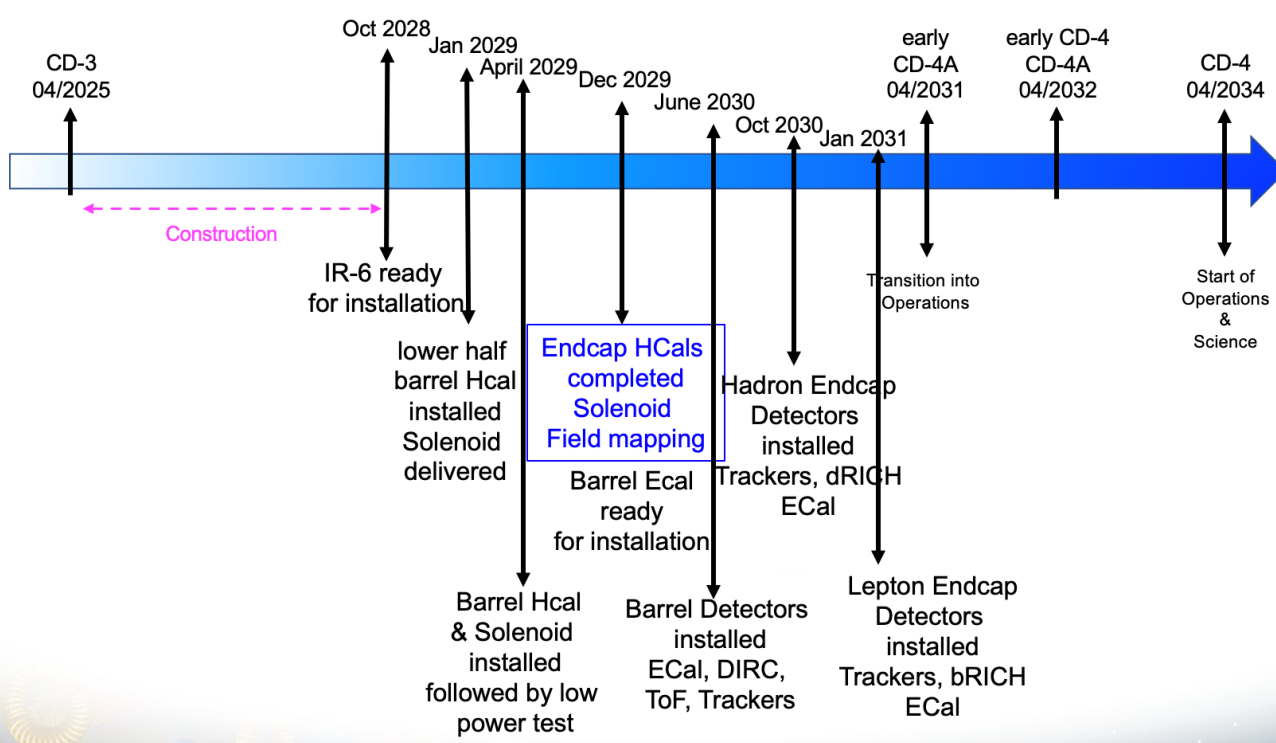 CD-3
04/2025
Oct 2028
Jan 2029
April 2029
Dec 2029
June 2030
Oct 2030
Jan 2031
early
CD-4A
04/2031
early CD-4
CD-4A
04/2032
CD-4
04/2034
Construction
IR-6 ready
for installation
lower half
barrel Hcal
installed
Solenoid
delivered
Barrel Hcal
& Solenoid
installed
followed by low
power test
Endcap HCals
completed
Solenoid
Field mapping
Barrel Ecal
ready
for installation
Barrel Detectors
installed
ECal, DIRC,
ToF, Trackers
Hadron Endcap
Detectors
installed
Trackers, dRICH
ECal
Lepton Endcap
Detectors
installed
Trackers, bRICH
ECal
Transition into
Operations
Start of
Operations
&
Science